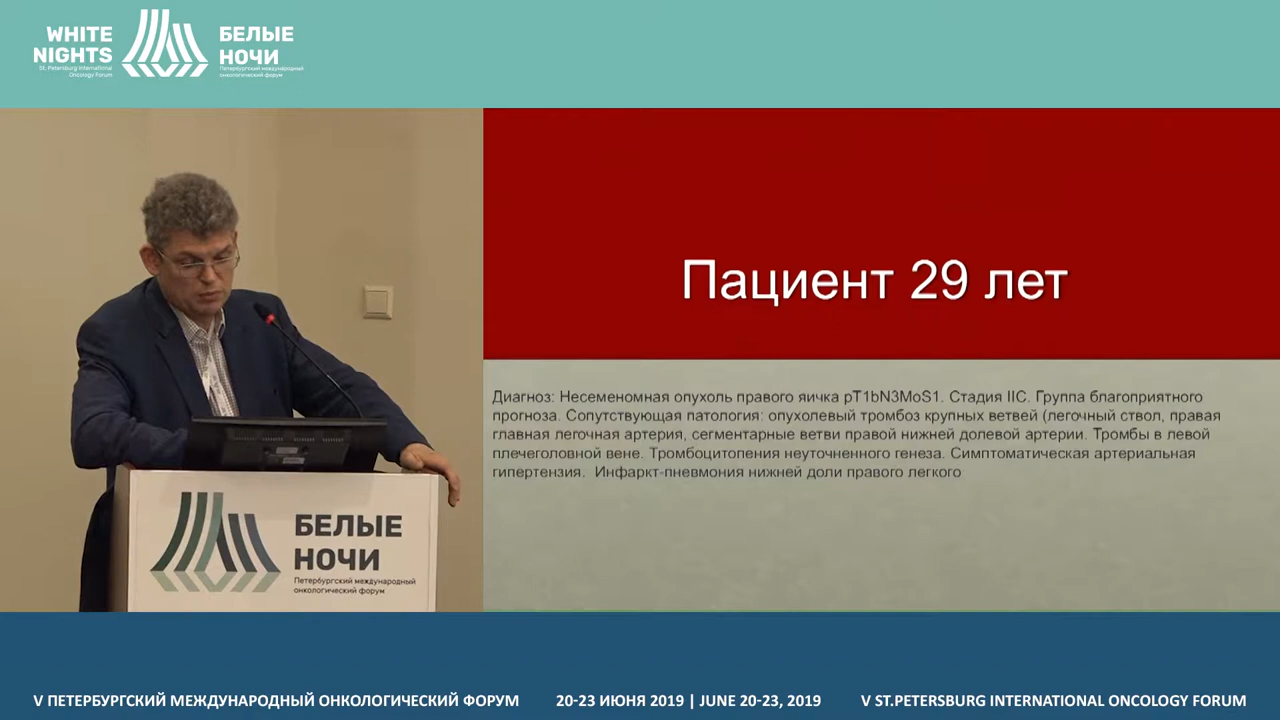 WHITE
NIGHTS
St. Petersburg International
Oncology Forum
БЕЛЫЕ
НОЧИ
Петербургский международный
онкологический форум
Пациент 29 лет
Диагноз: Несеменомная опухоль правого яичка pT1bN3MoS1. Стадия IIC. Группа благоприятного
прогноза. Сопутствующая патология: опухолевый тромбоз крупных ветвей (легочный ствол, правая
главная легочная артерия, сегментарные ветви правой нижней долевой артерии. Тромбы в левой
плечеголовной вене. Тромбоцитопения неуточненного генеза. Симптоматическая артериальная
гипертензия. Инфаркт-пневмония нижней доли правого легкого
БЕЛЫЕ
НОЧИ
Петербургский международный
онкологический форум
V ПЕТЕРБУРГСКИЙ МЕЖДУНАРОДНЫЙ ОНКОЛОГИЧЕСКИЙ ФОРУМ
20-23 ИЮНЯ 2019 | JUNE 20-23, 2019
V ST.PETERSBURG INTERNATIONAL ONCOLOGY FORUM